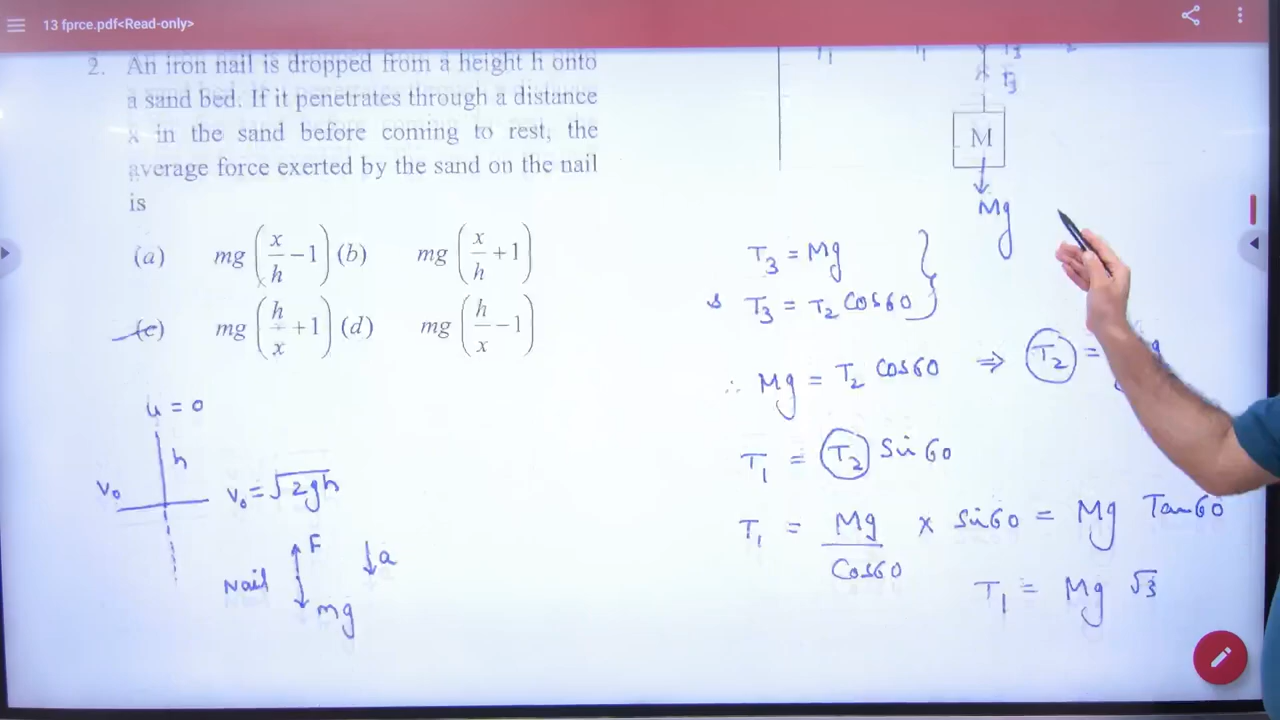 13 fprce.pdf<Read-only>
2. An iron nail is dropped from a height h onto
a sand bed. If it penetrates through a distance
x in the sand before coming to rest, the
average force exerted by the sand on the nail
is
(a) mg (x/h − 1) (b) mg (x/h + 1)
(c) mg (h/x + 1) (d) mg (h/x − 1)
u = 0
h
v₀
v₀ = √2gh
F
a
Nail
mg
T₃
M
Mg
T₃ = Mg
& T₃ = T₂ Cos60
∴ Mg = T₂ Cos60 ⇒ T₂ =
T₁ = T₂ Sin60
T₁ = Mg/Cos60 × Sin60 = Mg Tan60
T₁ = Mg √3